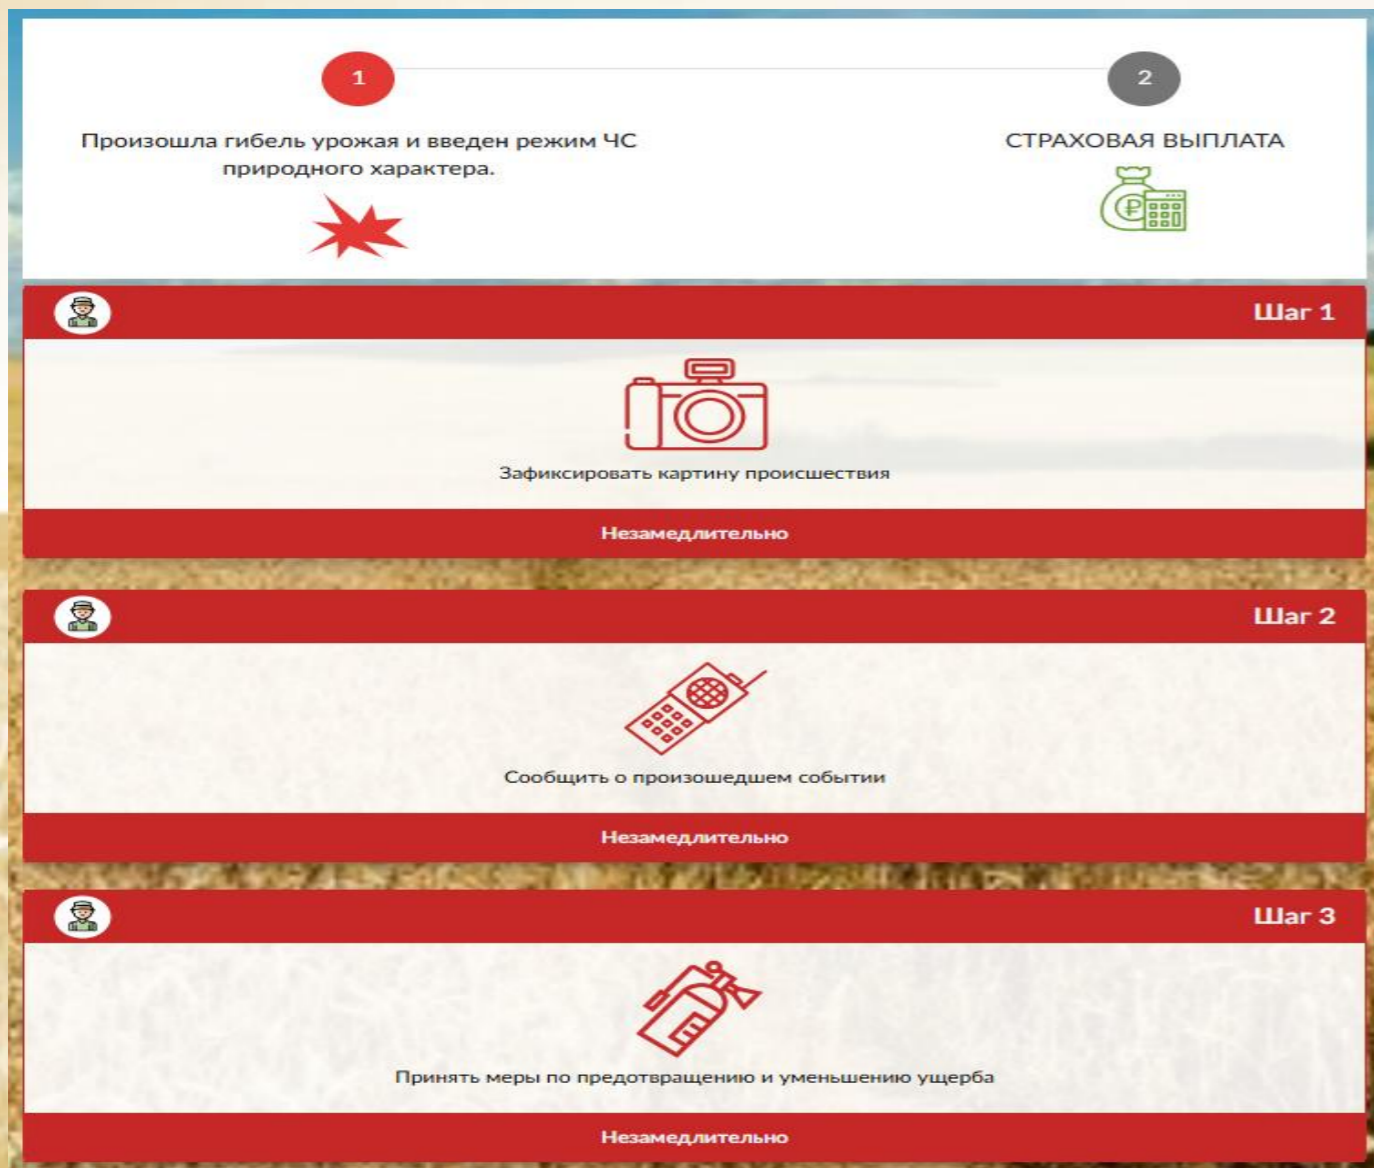 1
2
Произошла гибель урожая и введен режим ЧС
природного характера.
СТРАХОВАЯ ВЫПЛАТА
₽
Шаг 1
Зафиксировать картину происшествия
Незамедлительно
Шаг 2
Сообщить о произошедшем событии
Незамедлительно
Шаг 3
Принять меры по предотвращению и уменьшению ущерба
Незамедлительно